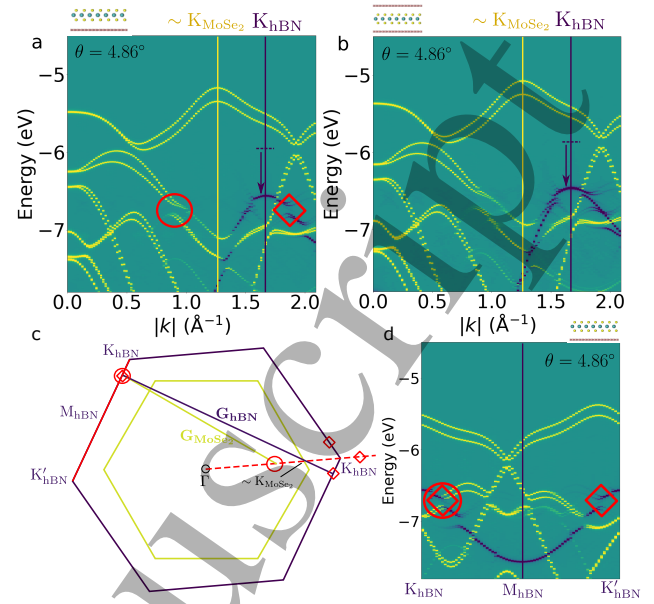 ~ K_MoSe₂ K_hBN ~ K_MoSe₂ K_hBN
a
θ = 4.86°
b
θ = 4.86°
−5
−6
−7
Energy (eV)
0.0 0.5 1.0 1.5 2.0
|k| (Å⁻¹)
−5
−6
−7
Energy (eV)
0.0 0.5 1.0 1.5 2.0
|k| (Å⁻¹)
c
K_hBN
M_hBN
K′_hBN
G_hBN
G_MoSe₂
Γ
~ K_MoSe₂
K_hBN
d
θ = 4.86°
−5
−6
−7
Energy (eV)
K_hBN M_hBN K′_hBN
uscript